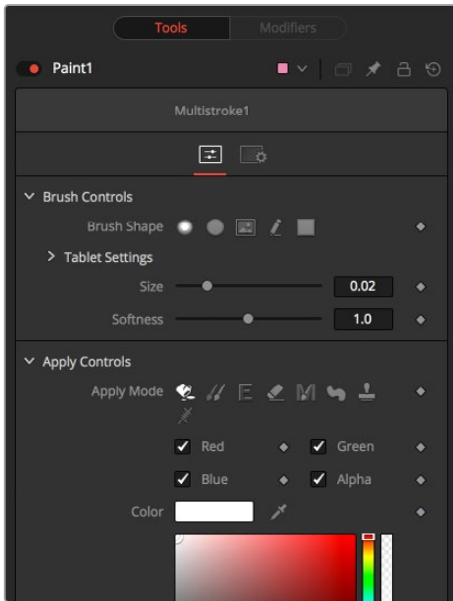 Tools Modifiers
Paint1
Multistroke1
Brush Controls
Brush Shape
Tablet Settings
Size 0.02
Softness 1.0
Apply Controls
Apply Mode
Red Green
Blue Alpha
Color